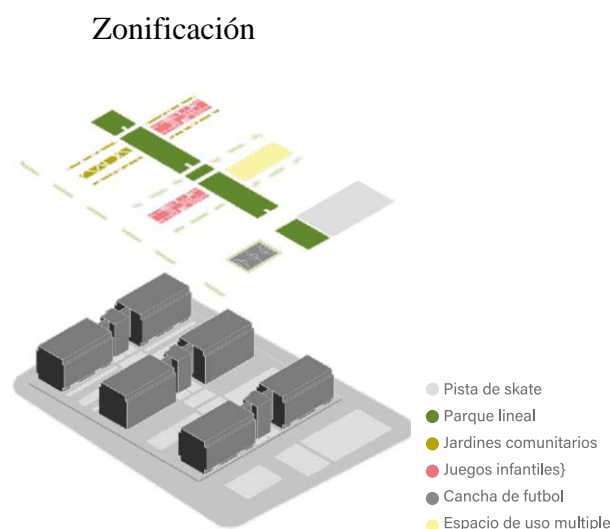 Zonificación
Pista de skate
Parque lineal
Jardines comunitarios
Juegos infantiles}
Cancha de futbol
Espacio de uso multiple